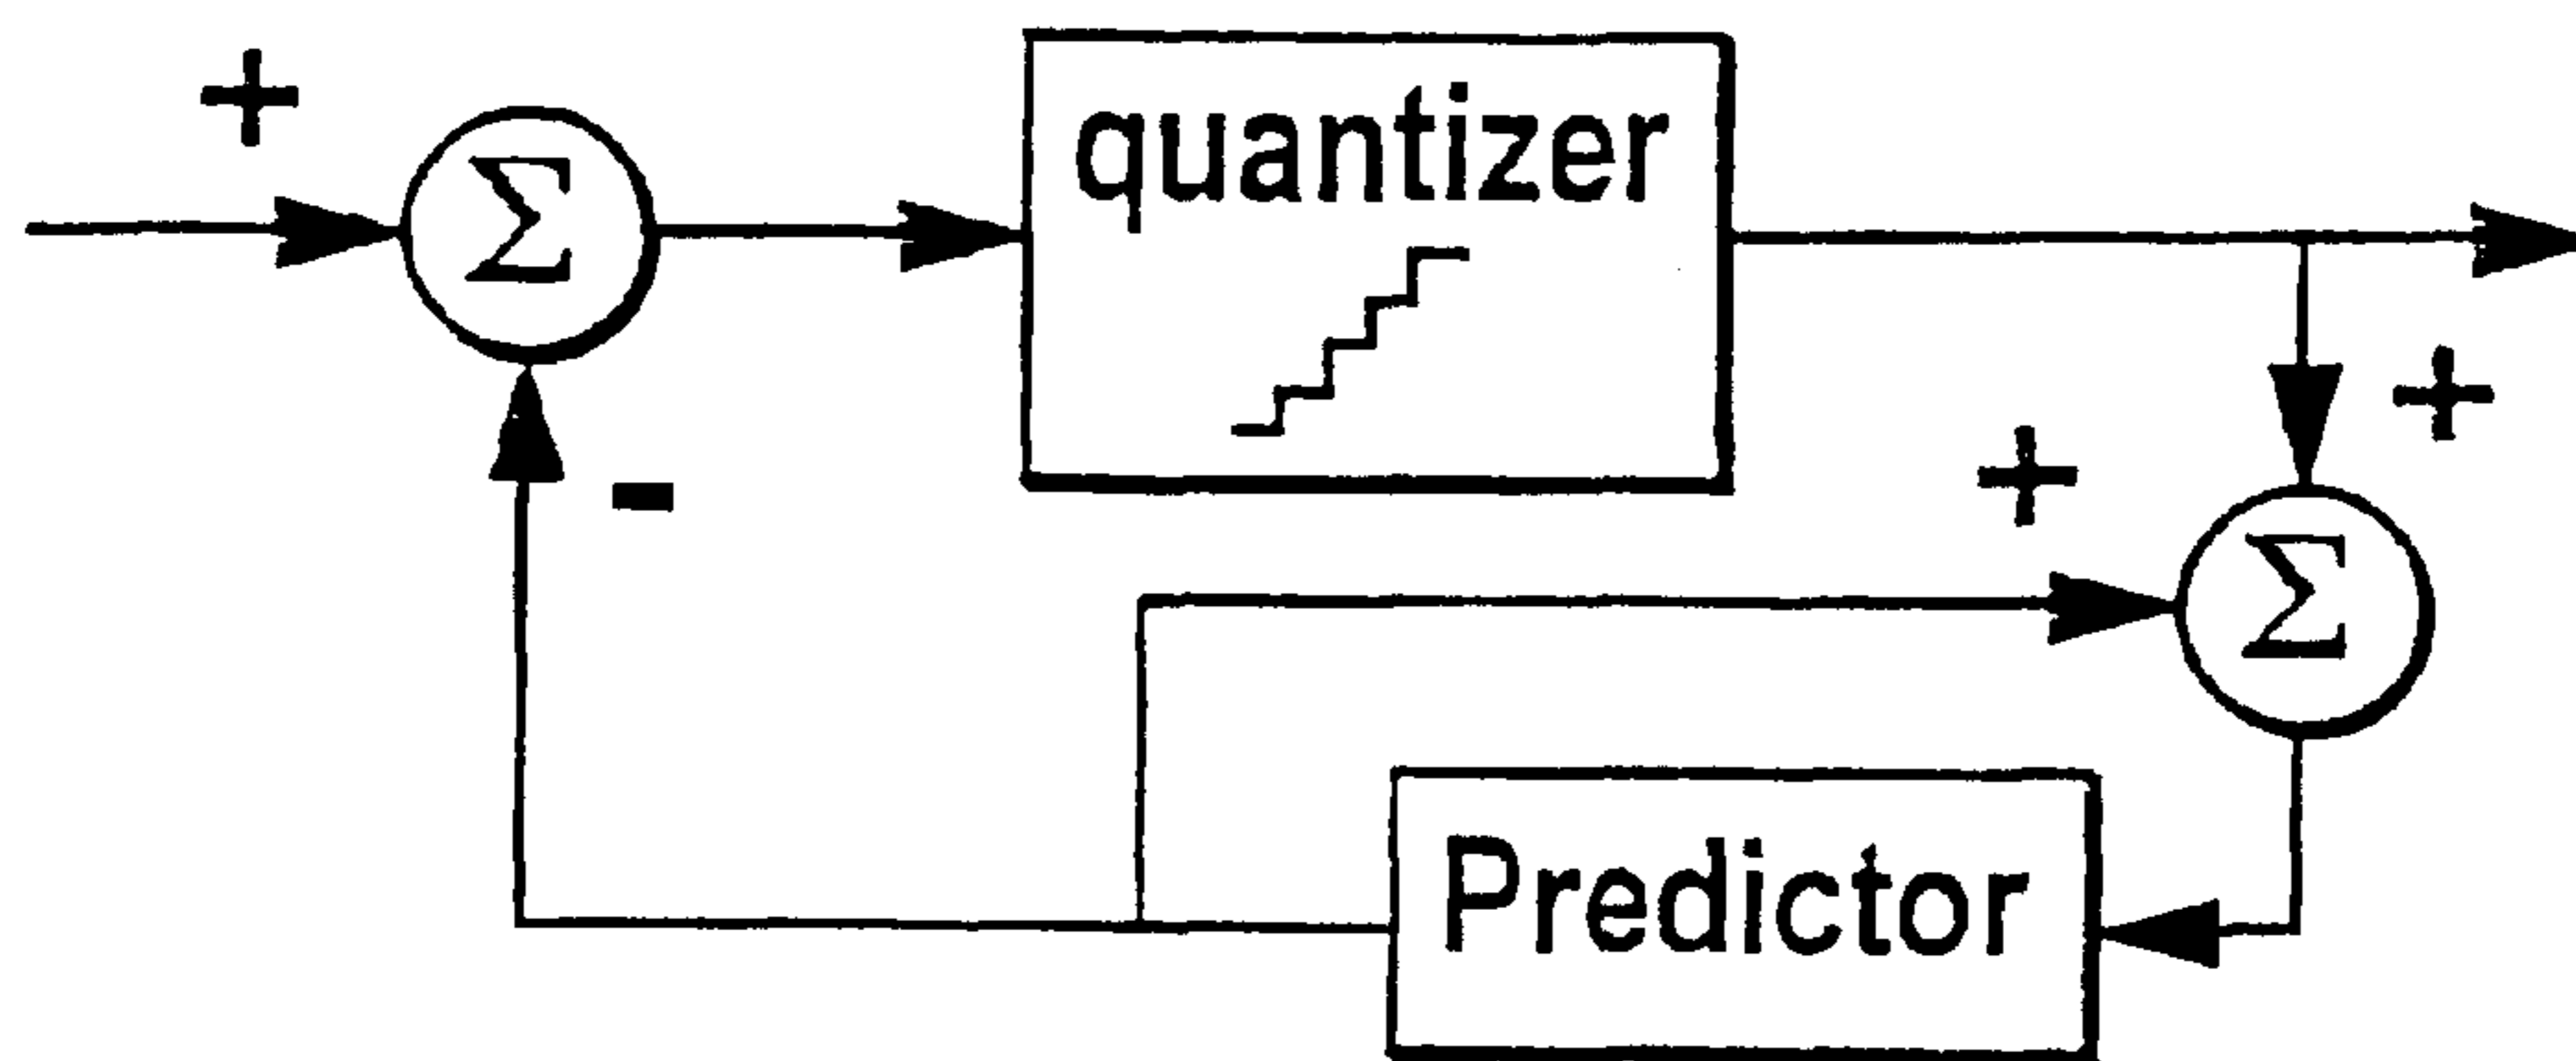 +
Σ
quantizer
-
+
+
Σ
Predictor